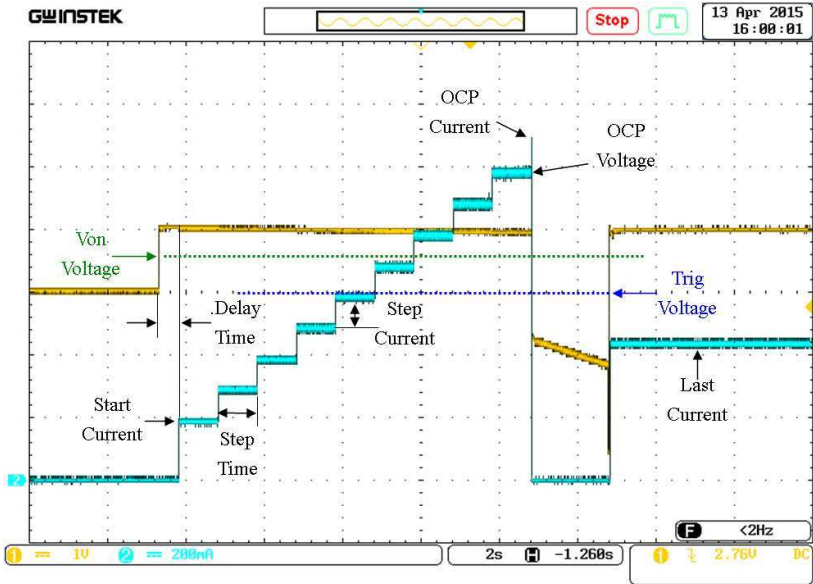 GWINSTEK
Stop
13 Apr 2015
16:00:01
OCP
Current
OCP
Voltage
Von
Voltage
Trig
Voltage
Delay
Time
Step
Current
Start
Current
Step
Time
Last
Current
2
F <2Hz
1 1V 2 200mA
2s H -1.260s
1 2.76V DC